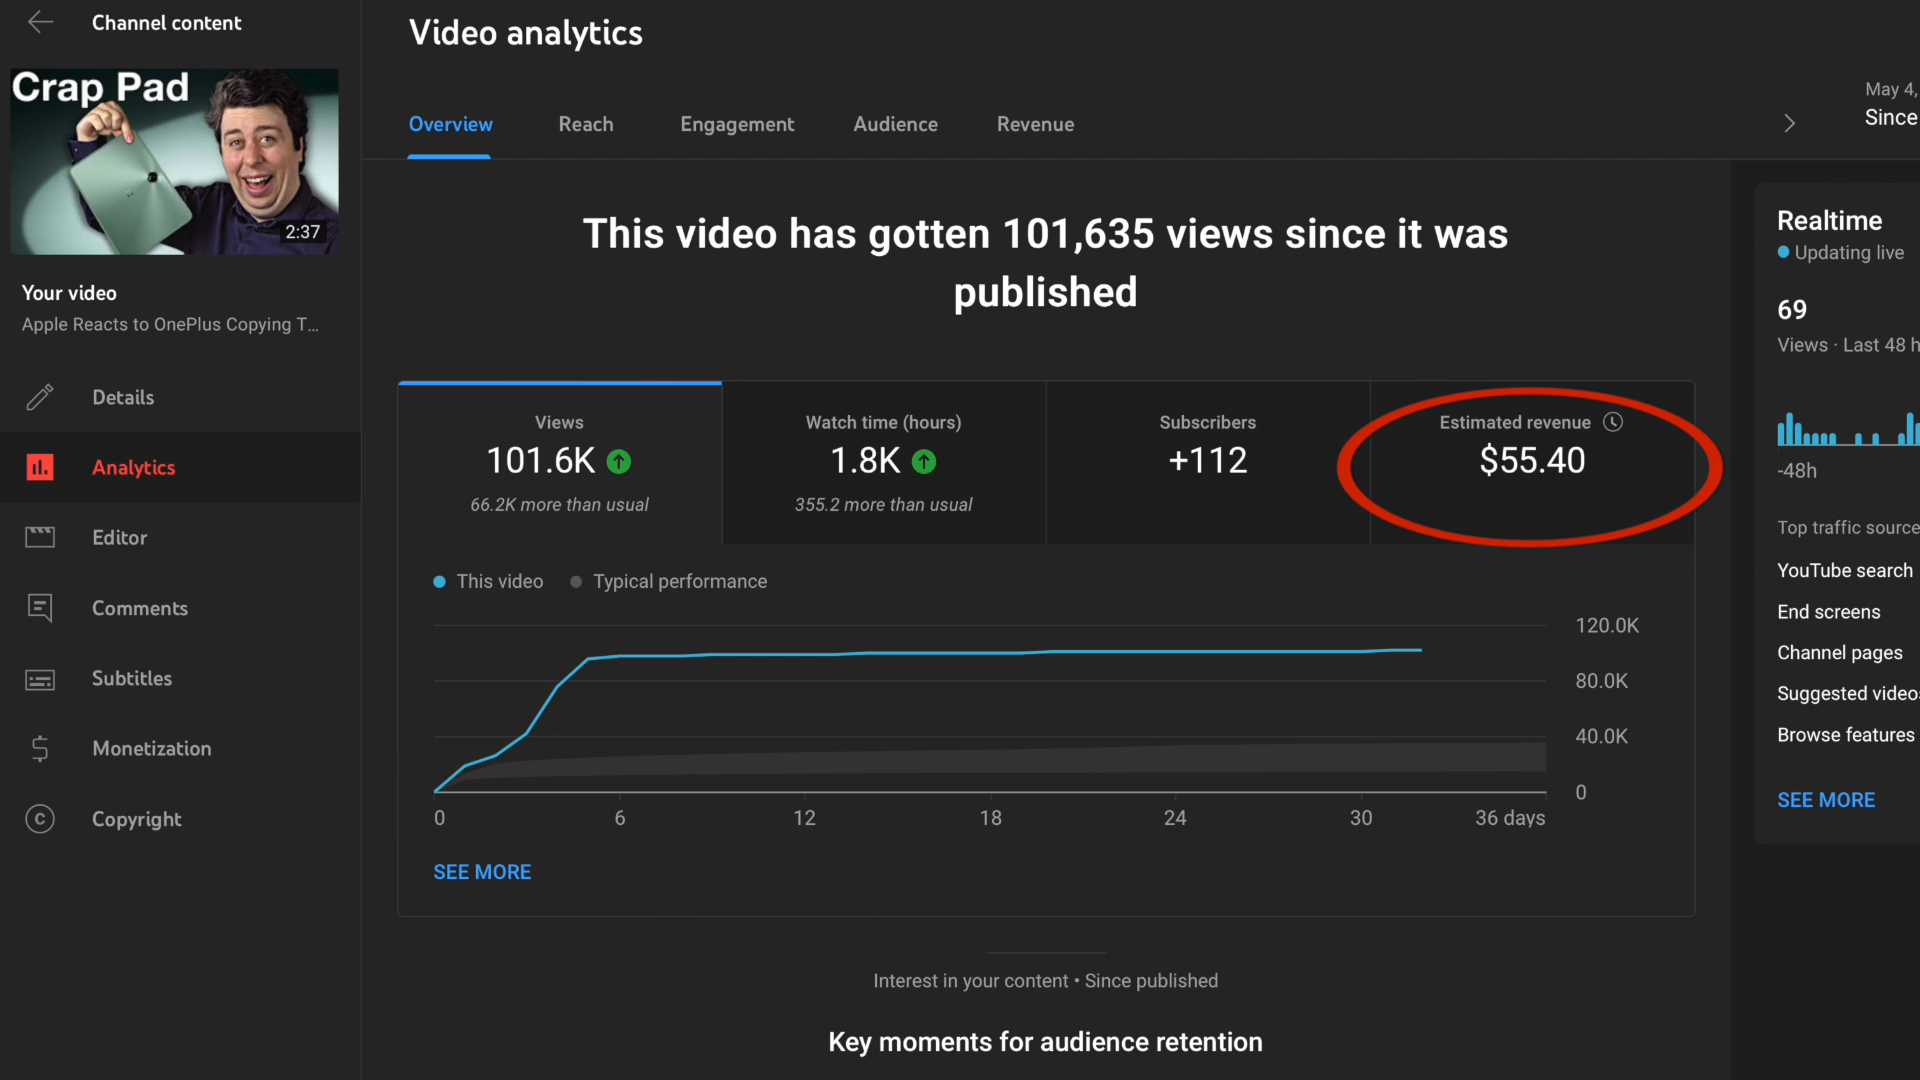 Channel content
Crap Pad
2:37
Your video
Apple Reacts to OnePlus Copying T...
Details
Analytics
Editor
Comments
Subtitles
Monetization
Copyright
Video analytics
Overview
Reach
Engagement
Audience
Revenue
May 4,
Since
This video has gotten 101,635 views since it was
published
Views
101.6K
66.2K more than usual
Watch time (hours)
1.8K
355.2 more than usual
Subscribers
+112
Estimated revenue
$55.40
This video
Typical performance
120.0K
80.0K
40.0K
0
0
6
12
18
24
30
36 days
SEE MORE
Interest in your content • Since published
Key moments for audience retention
Realtime
Updating live
69
Views · Last 48 h
-48h
Top traffic source
YouTube search
End screens
Channel pages
Suggested videos
Browse features
SEE MORE